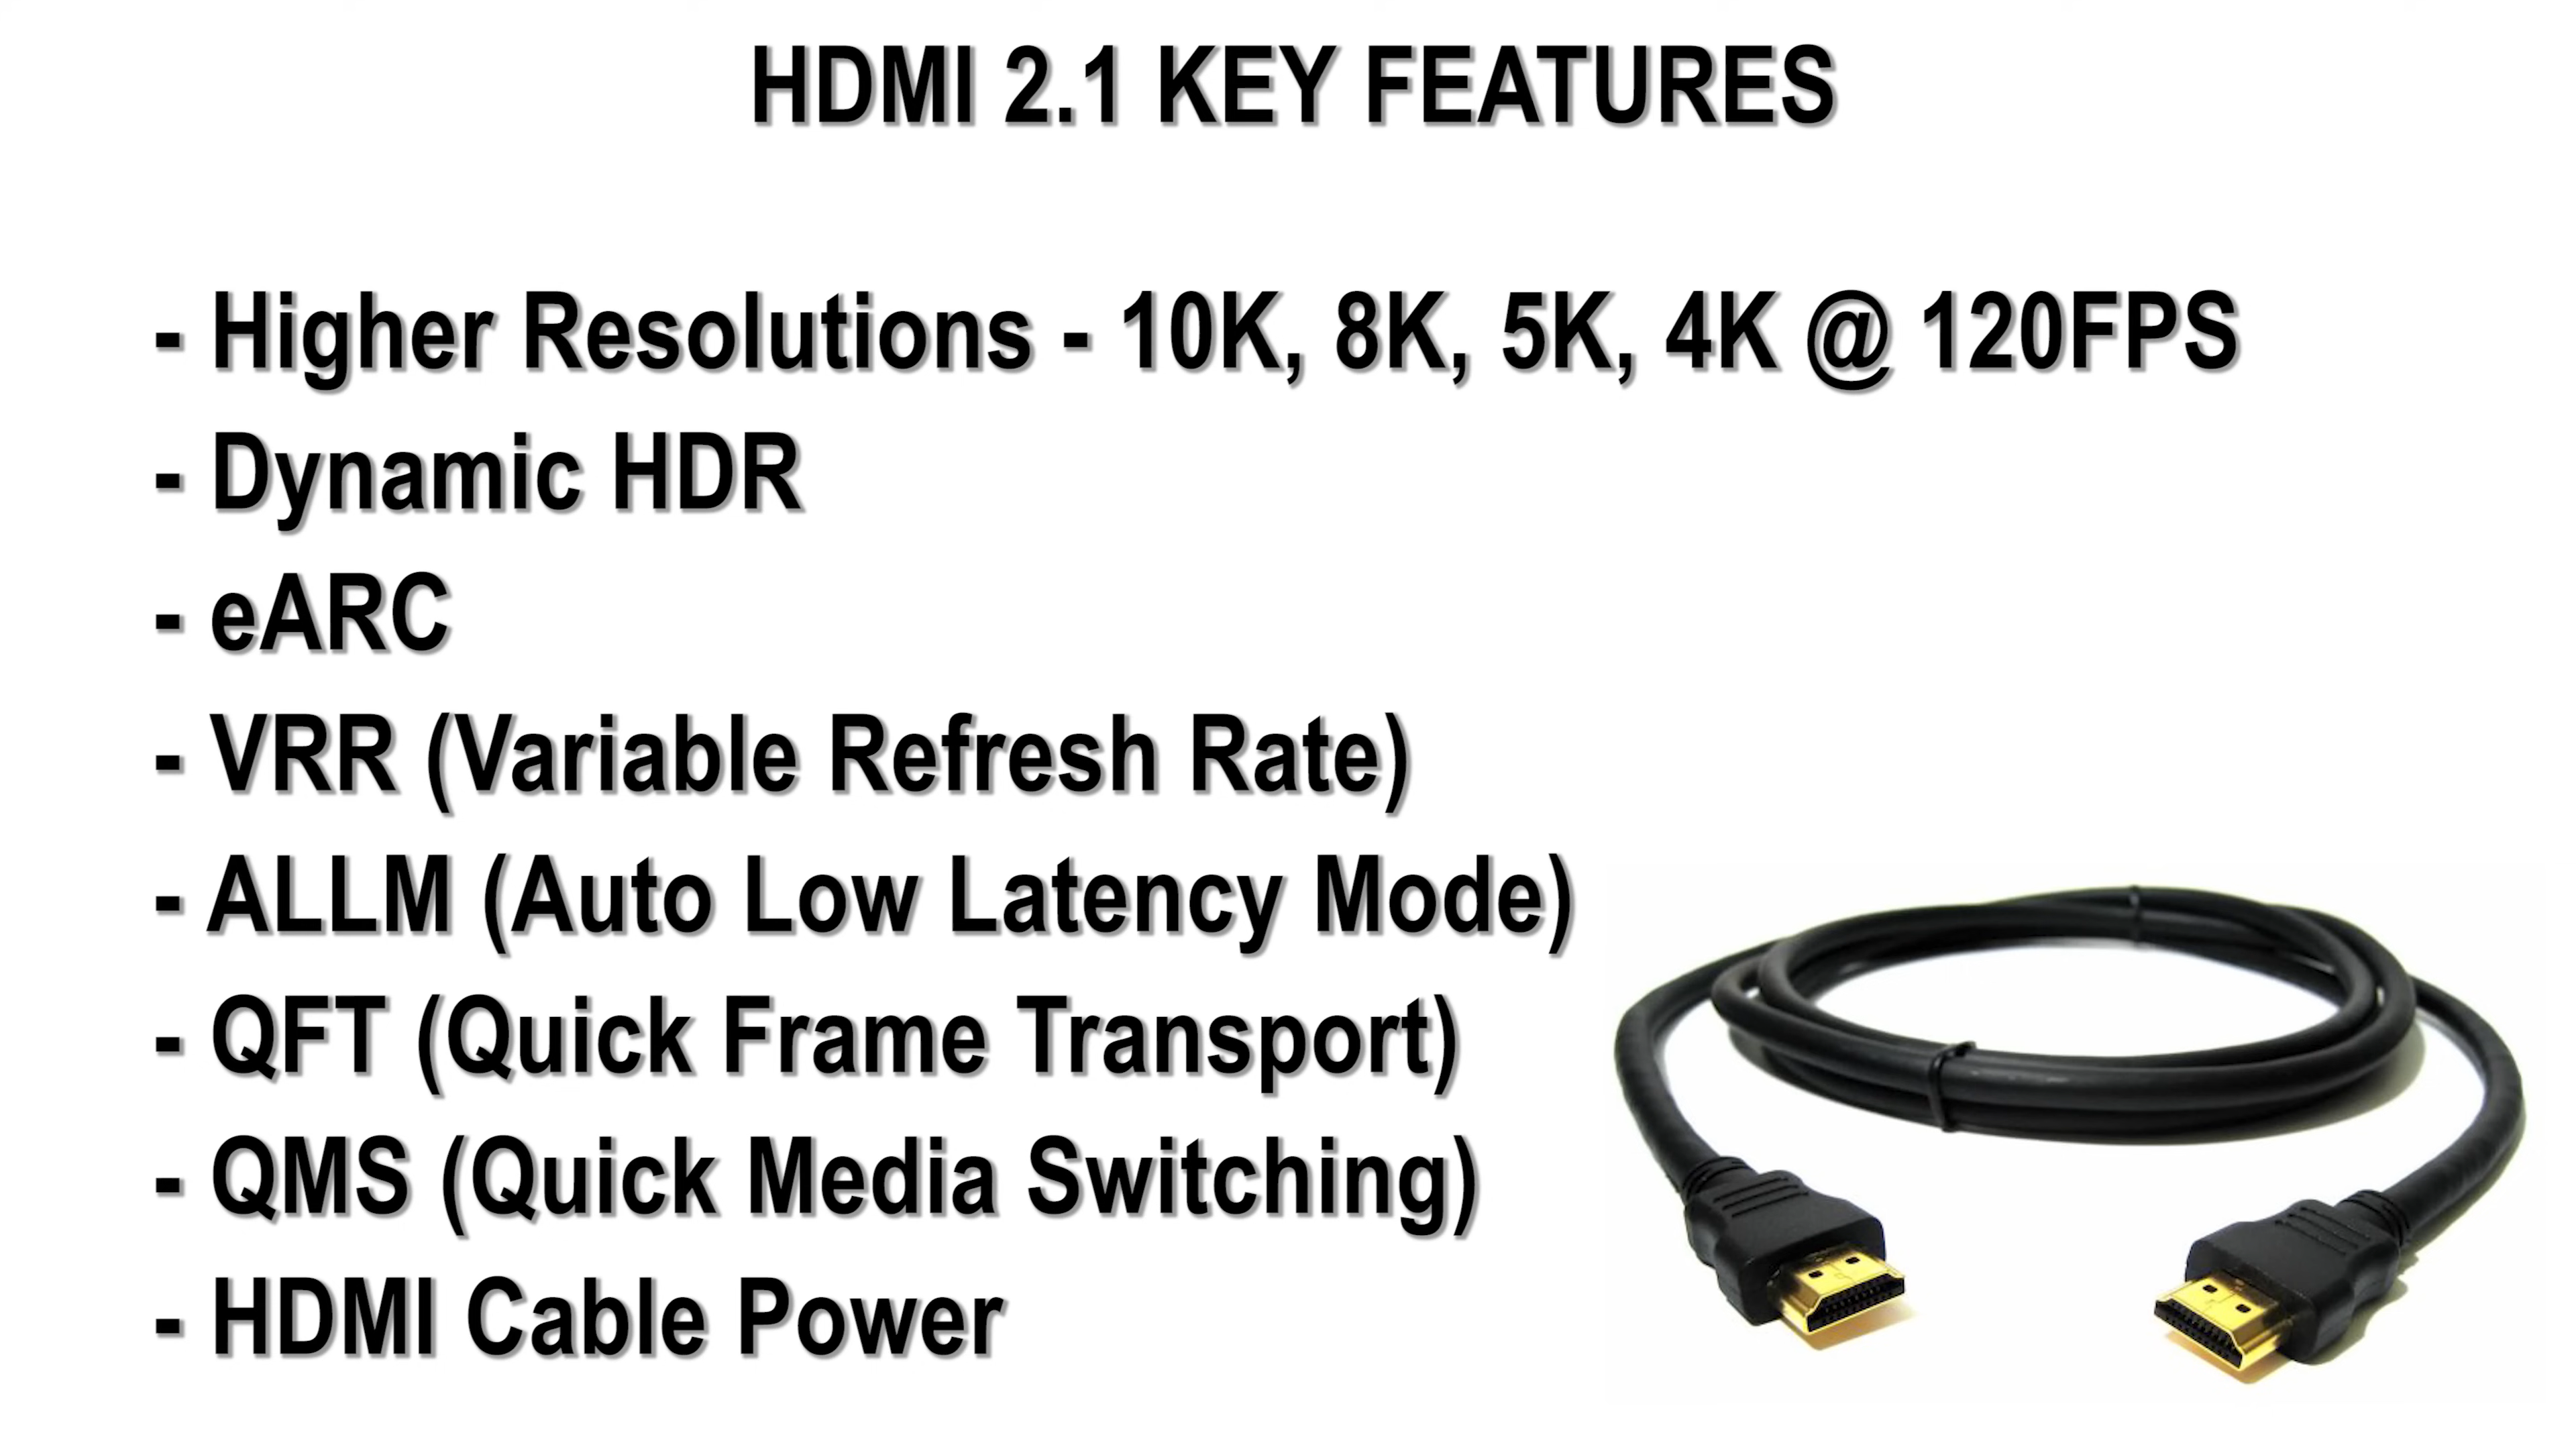 HDMI 2.1 KEY FEATURES
- Higher Resolutions - 10K, 8K, 5K, 4K @ 120FPS
- Dynamic HDR
- eARC
- VRR (Variable Refresh Rate)
- ALLM (Auto Low Latency Mode)
- QFT (Quick Frame Transport)
- QMS (Quick Media Switching)
- HDMI Cable Power